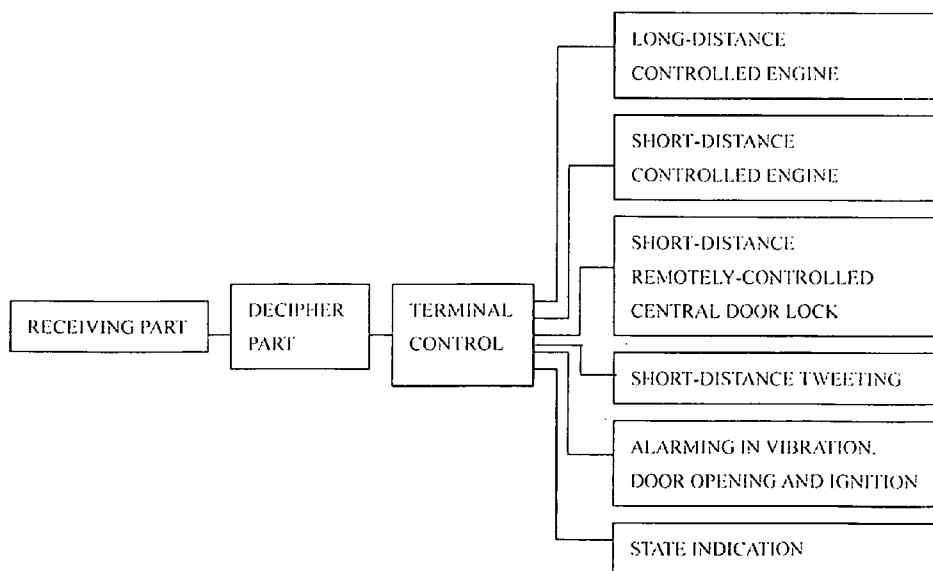 LONG-DISTANCE
CONTROLLED ENGINE
SHORT-DISTANCE
CONTROLLED ENGINE
SHORT-DISTANCE
REMOTELY-CONTROLLED
CENTRAL DOOR LOCK
RECEIVING PART
DECIPHER
PART
TERMINAL
CONTROL
SHORT-DISTANCE TWEETING
ALARMING IN VIBRATION,
DOOR OPENING AND IGNITION
STATE INDICATION